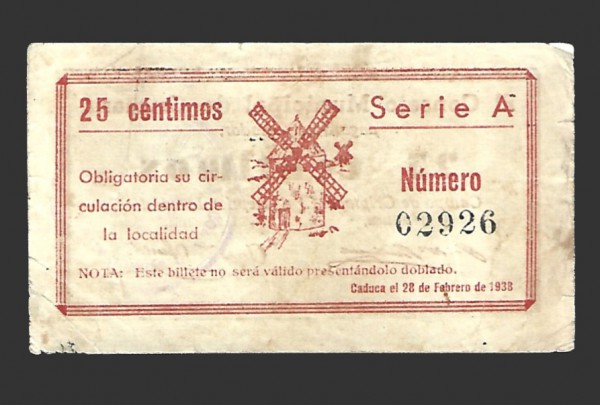 25 céntimos
Serie A
Obligatoria su cir-
culación dentro de
la localidad
Número
02926
NOTA: Este billete no será válido presentándolo doblado.
Caduca el 28 de Febrero de 1938